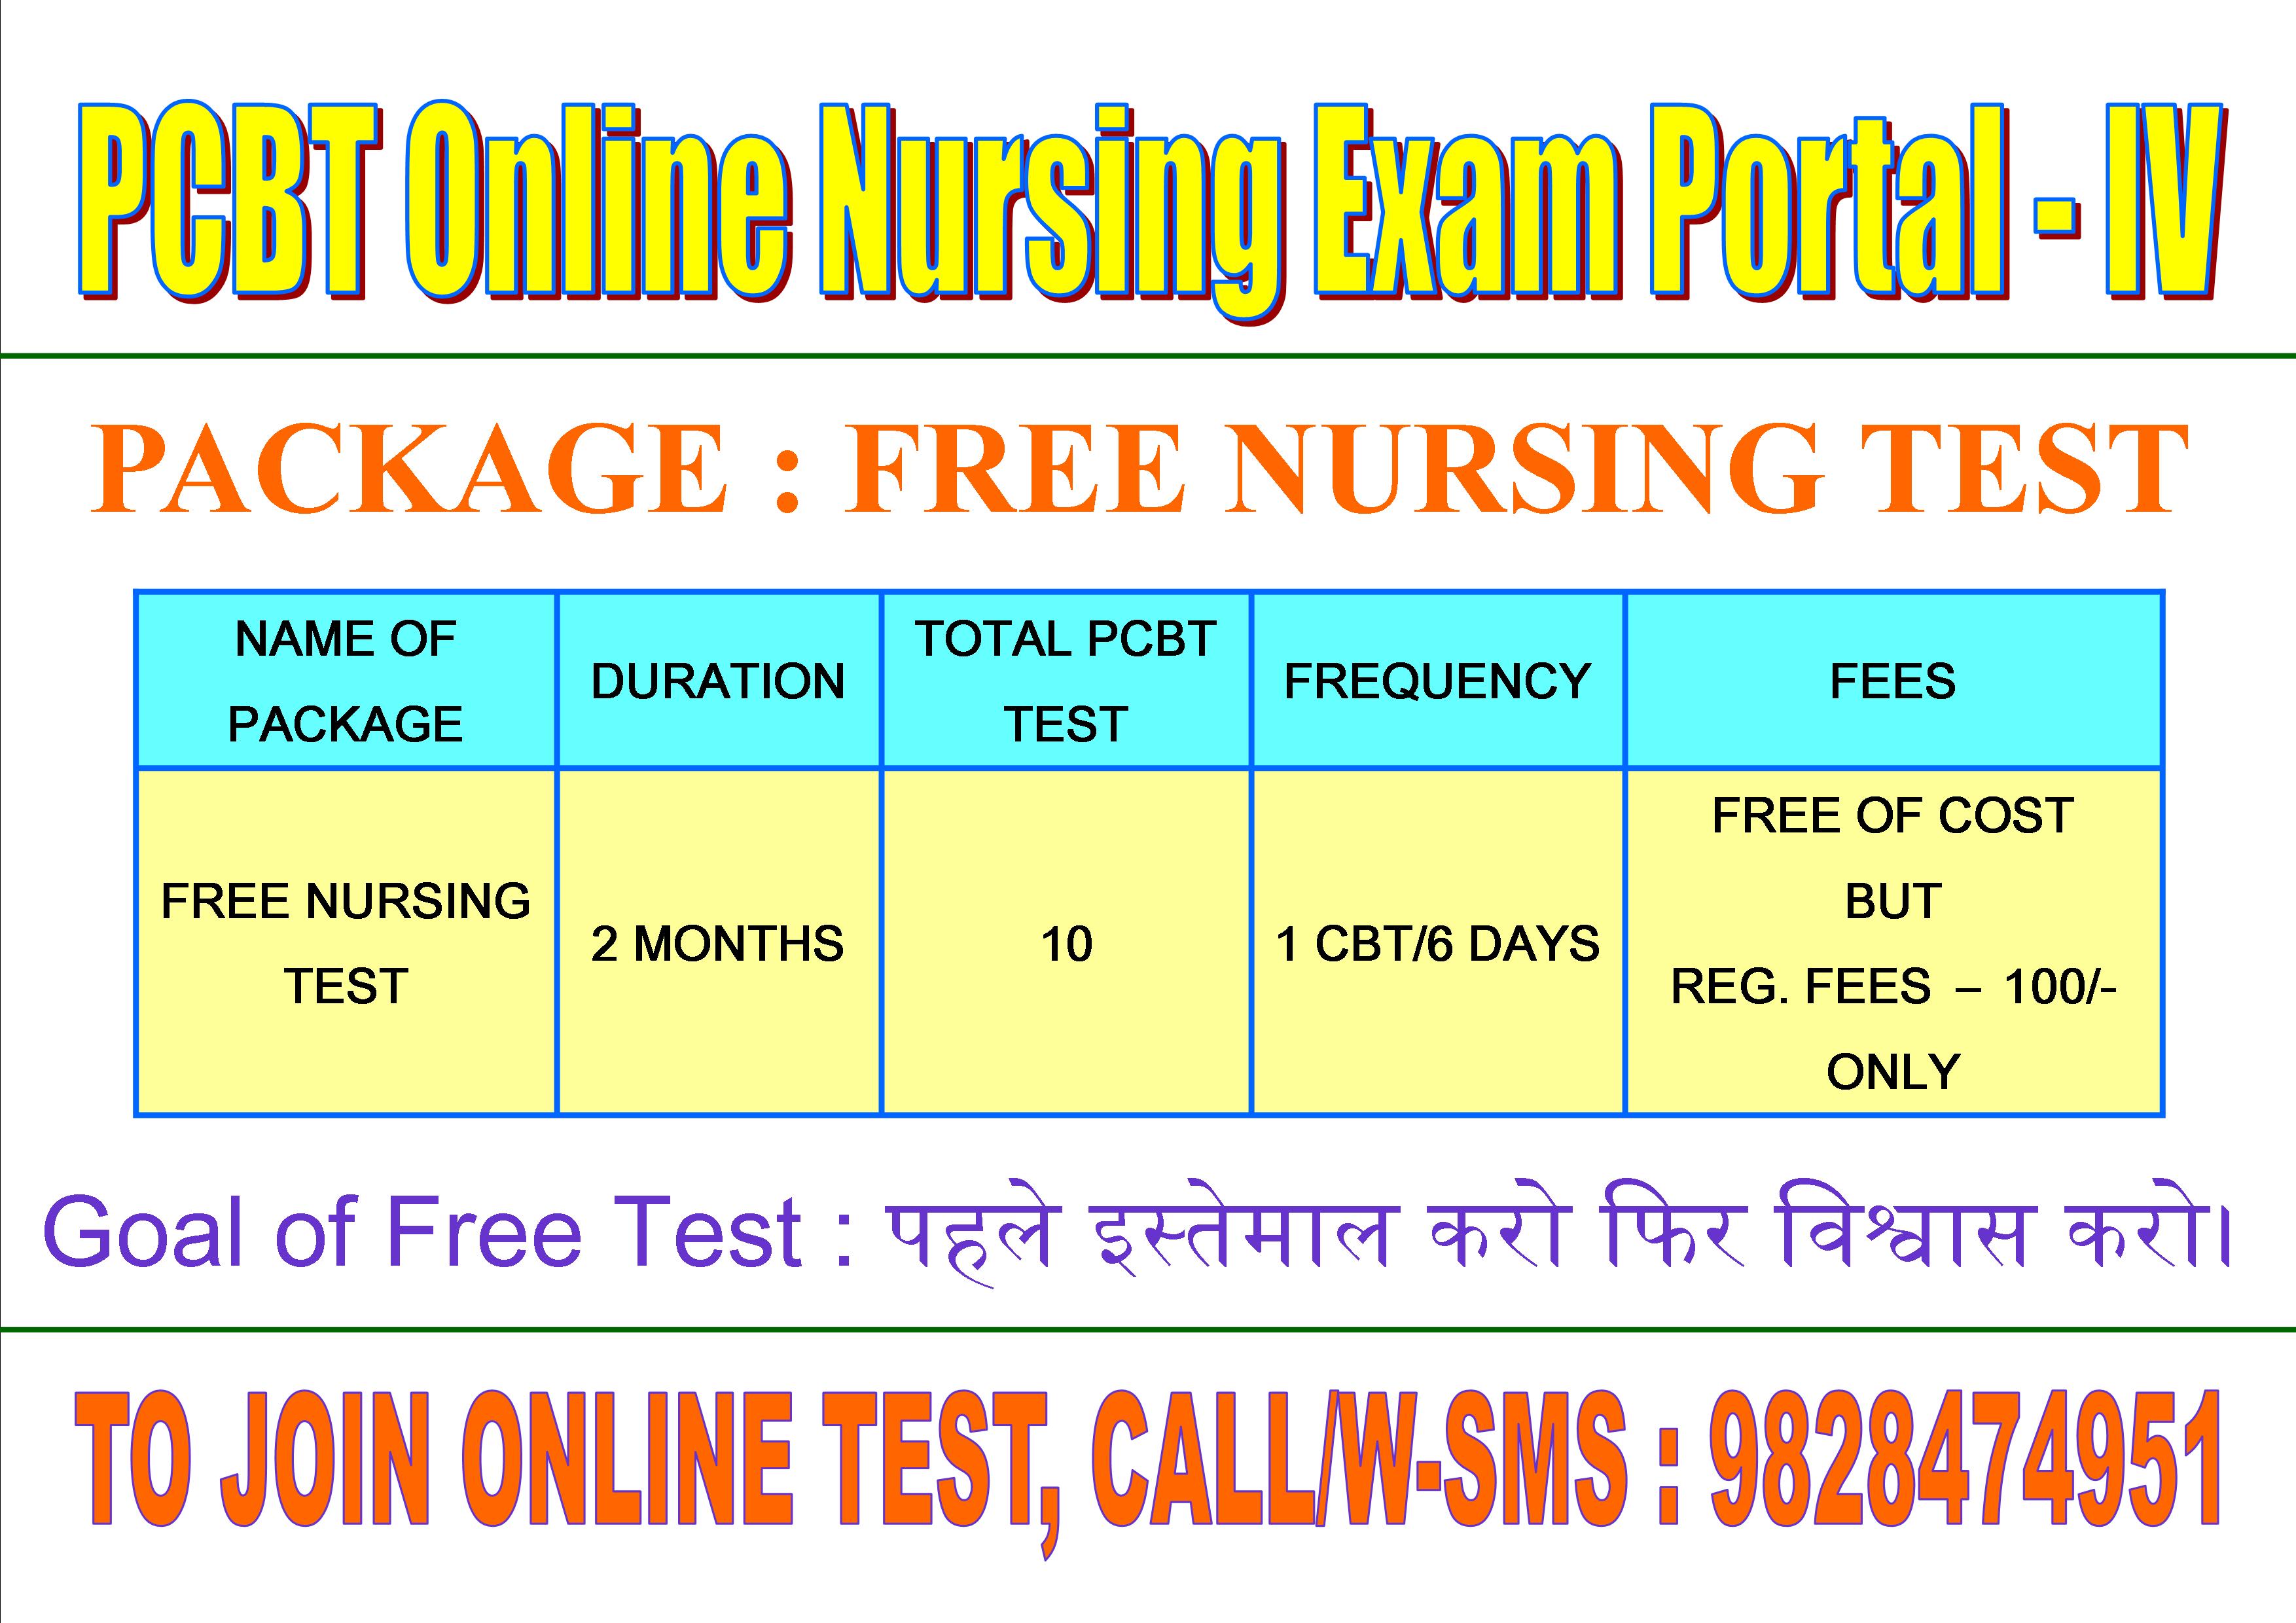 PCBT Online Nursing Exam Portal - IV
PACKAGE : FREE NURSING TEST
NAME OF
PACKAGE
DURATION
TOTAL PCBT
TEST
FREQUENCY
FEES
FREE NURSING
TEST
2 MONTHS
10
1 CBT/6 DAYS
FREE OF COST
BUT
REG. FEES – 100/-
ONLY
Goal of Free Test : पहले इस्तेमाल करो फिर विश्वास करो।
TO JOIN ONLINE TEST, CALL/W-SMS : 9828474951